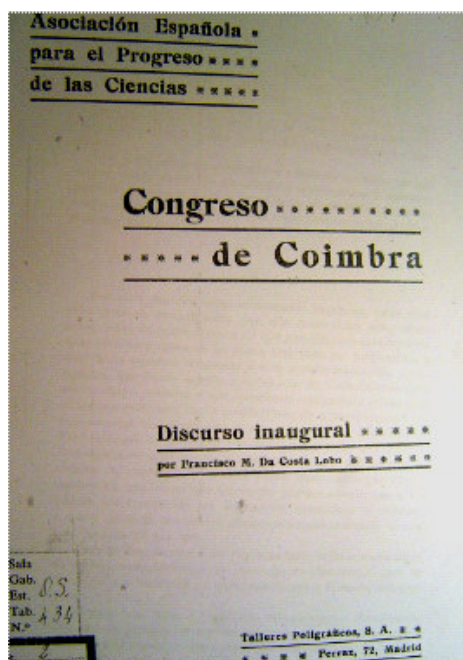 Asociación Española
para el Progreso
de las Ciencias
Congreso
de Coimbra
Discurso inaugural
por Francisco M. Da Costa Lobo
Sala
Gab.
Est.
Tab.
N.º 434
Talleres Poligráficos, S. A.
Ferraz, 72, Madrid